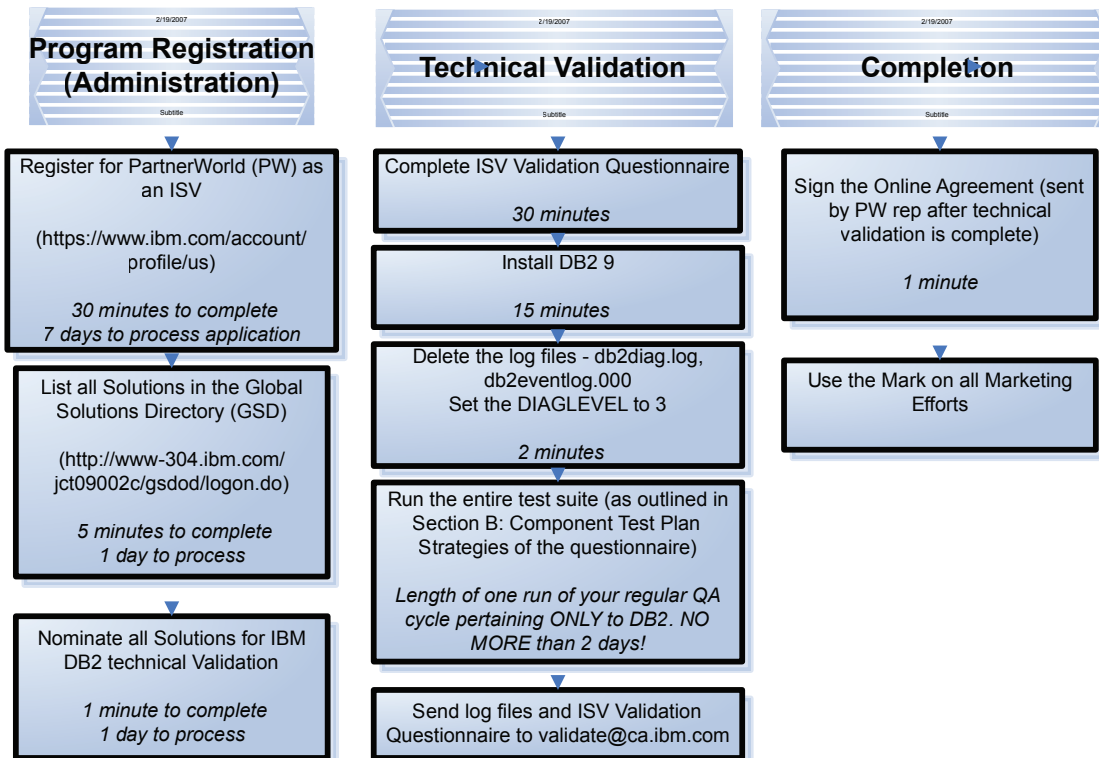 2/19/2007
Program Registration
(Administration)
Subtitle
Register for PartnerWorld (PW) as
an ISV
(https://www.ibm.com/account/
profile/us)
30 minutes to complete
7 days to process application
List all Solutions in the Global
Solutions Directory (GSD)
(http://www-304.ibm.com/
jct09002c/gsdod/logon.do)
5 minutes to complete
1 day to process
Nominate all Solutions for IBM
DB2 technical Validation
1 minute to complete
1 day to process
2/19/2007
Technical Validation
Subtitle
Complete ISV Validation Questionnaire
30 minutes
Install DB2 9
15 minutes
Delete the log files - db2diag.log,
db2eventlog.000
Set the DIAGLEVEL to 3
2 minutes
Run the entire test suite (as outlined in
Section B: Component Test Plan
Strategies of the questionnaire)
Length of one run of your regular QA
cycle pertaining ONLY to DB2. NO
MORE than 2 days!
Send log files and ISV Validation
Questionnaire to validate@ca.ibm.com
2/19/2007
Completion
Subtitle
Sign the Online Agreement (sent
by PW rep after technical
validation is complete)
1 minute
Use the Mark on all Marketing
Efforts